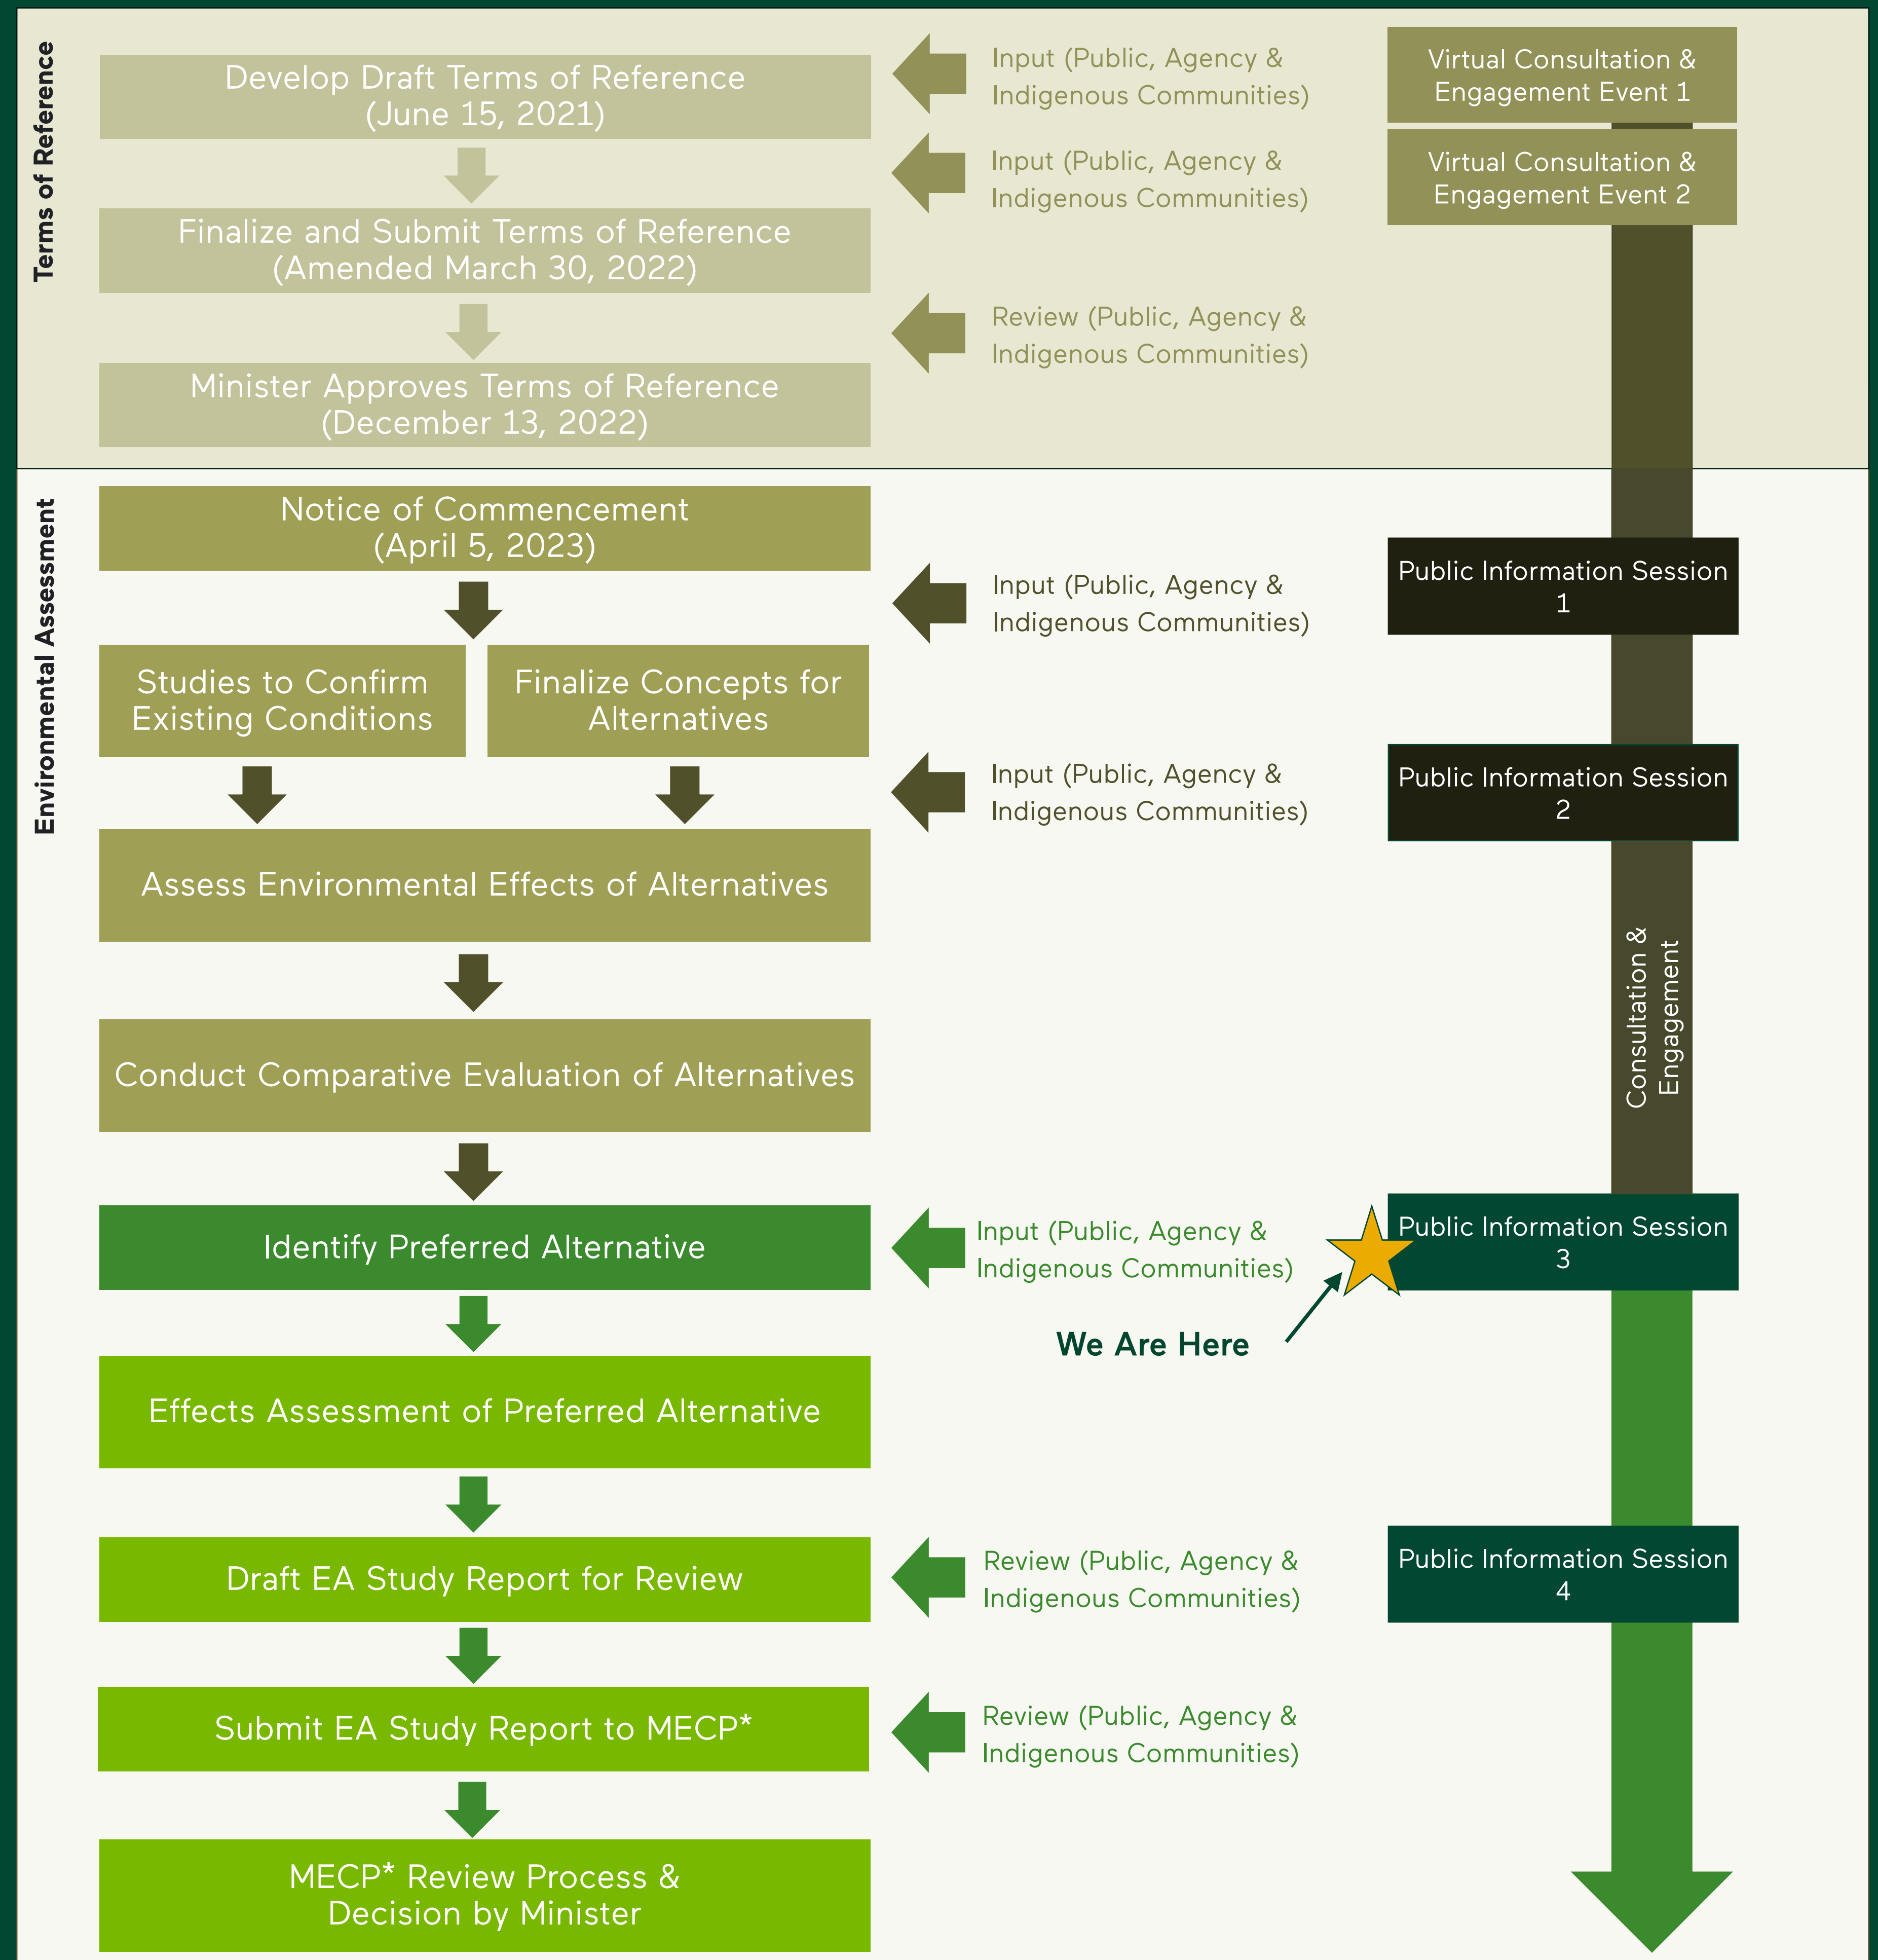 Terms of Reference
Develop Draft Terms of Reference
(June 15, 2021)
Input (Public, Agency &
Indigenous Communities)
Virtual Consultation &
Engagement Event 1
Input (Public, Agency &
Indigenous Communities)
Virtual Consultation &
Engagement Event 2
Finalize and Submit Terms of Reference
(Amended March 30, 2022)
Review (Public, Agency &
Indigenous Communities)
Minister Approves Terms of Reference
(December 13, 2022)
Environmental Assessment
Notice of Commencement
(April 5, 2023)
Input (Public, Agency &
Indigenous Communities)
Public Information Session
1
Studies to Confirm
Existing Conditions
Finalize Concepts for
Alternatives
Input (Public, Agency &
Indigenous Communities)
Public Information Session
2
Assess Environmental Effects of Alternatives
Consultation &
Engagement
Conduct Comparative Evaluation of Alternatives
Identify Preferred Alternative
Input (Public, Agency &
Indigenous Communities)
Public Information Session
3
We Are Here
Effects Assessment of Preferred Alternative
Draft EA Study Report for Review
Review (Public, Agency &
Indigenous Communities)
Public Information Session
4
Submit EA Study Report to MECP*
Review (Public, Agency &
Indigenous Communities)
MECP* Review Process &
Decision by Minister